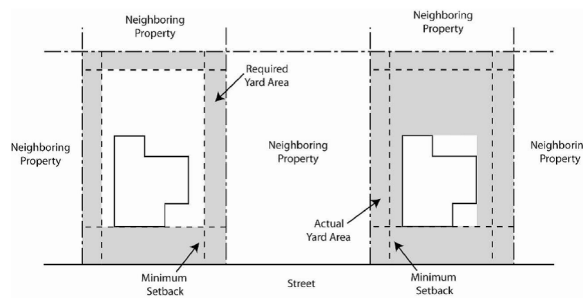 Neighboring
Property
Neighboring
Property
Required
Yard Area
Neighboring
Property
Neighboring
Property
Neighborin
Property
Actual
Yard Area
Minimum
Setback
Street
Minimum
Setback